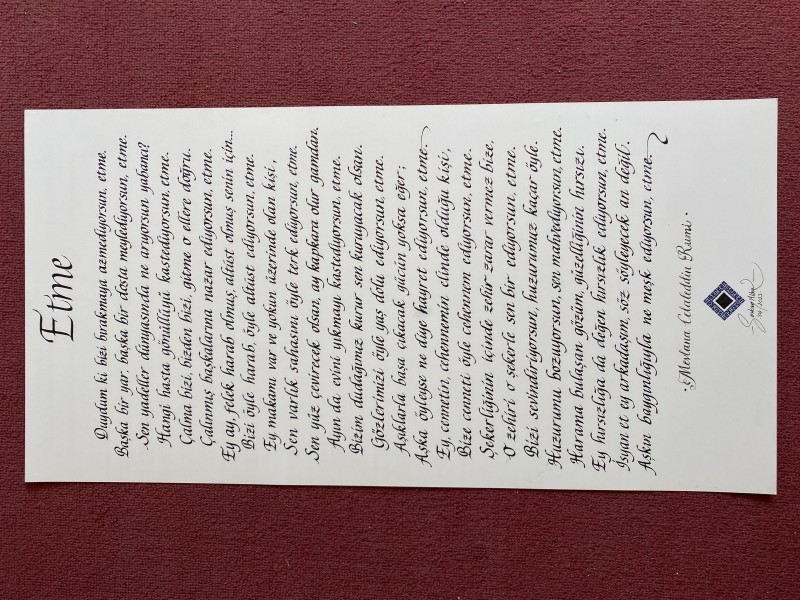 Etme
Duydum ki bizi bırakmaya azmediyorsun, etme.
Başka bir yar, başka bir dosta meylediyorsun, etme.
Sen yadeller dünyasında ne arıyorsun yabancı?
Hangi hasta gönüllüyü kastediyorsun, etme.
Çalma bizi, bizden bizi, gitme o ellere doğru.
Çalınmış başkalarına nazar ediyorsun, etme.
Ey ay, felek harab olmuş, altüst olmuş senin için...
Bizi öyle harab, öyle altüst ediyorsun, etme.
Ey makamı var ve yokun üzerinde olan kişi,
Sen varlık sahasını öyle terk ediyorsun, etme.
Sen yüz çevirecek olsan, ay kapkara olur gamdan.
Ayın da evini yıkmayı kastediyorsun, etme.
Bizim dudağımız kurur sen kuruyacak olsan.
Gözlerimizi öyle yaş dolu ediyorsun, etme.
Aşıklarla başa çıkacak gücün yoksa eğer;
Aşka öyleyse ne diye hayret ediyorsun, etme.
Ey, cennetin, cehennemin elinde olduğu kişi,
Bize cenneti öyle cehennem ediyorsun, etme.
Şekerliğinin içinde zehir zarar vermez bize,
O zehiri o şekerle sen bir ediyorsun, etme.
Bizi sevindiriyorsun, huzurumuz kaçar öyle.
Huzurumu bozuyorsun, sen mahvediyorsun, etme.
Harama bulaşan gözüm, güzelliğinin hırsızı.
Ey hırsızlığa da değen hırsızlık ediyorsun, etme.
İsyan et ey arkadaşım, söz söyleyecek an değil.
Aşkın baygınlığıyla ne meşk ediyorsun, etme.
· Mevlana Celaleddin Rumi ·